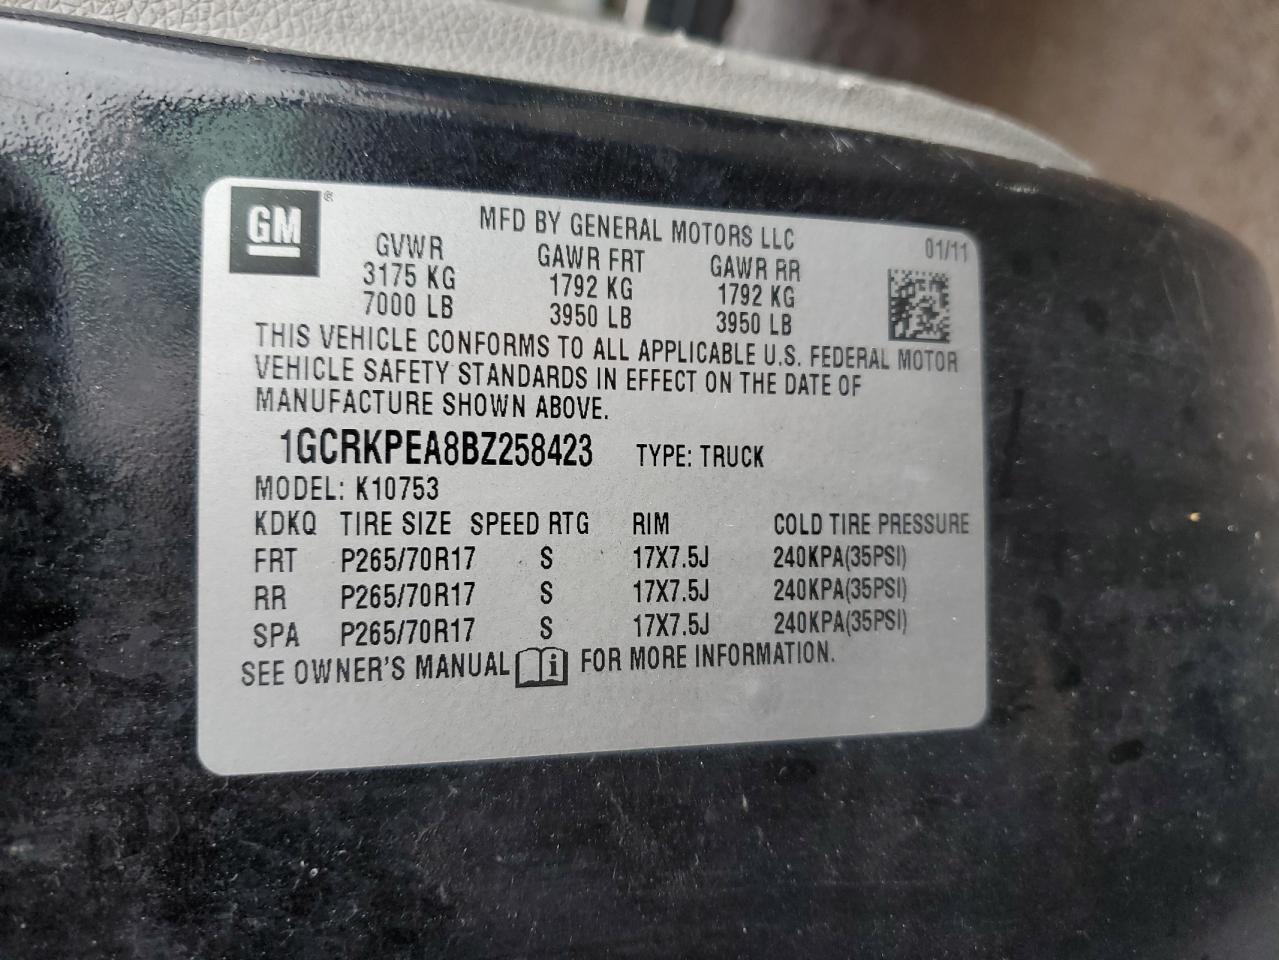 GM ®
MFD BY GENERAL MOTORS LLC
01/11
GVWR GAWR FRT GAWR RR
3175 KG 1792 KG 1792 KG
7000 LB 3950 LB 3950 LB
THIS VEHICLE CONFORMS TO ALL APPLICABLE U.S. FEDERAL MOTOR
VEHICLE SAFETY STANDARDS IN EFFECT ON THE DATE OF
MANUFACTURE SHOWN ABOVE.
1GCRKPEA8BZ258423 TYPE: TRUCK
MODEL: K10753
KDKQ TIRE SIZE SPEED RTG RIM COLD TIRE PRESSURE
FRT P265/70R17 S 17X7.5J 240KPA(35PSI)
RR P265/70R17 S 17X7.5J 240KPA(35PSI)
SPA P265/70R17 S 17X7.5J 240KPA(35PSI)
SEE OWNER'S MANUAL i FOR MORE INFORMATION.